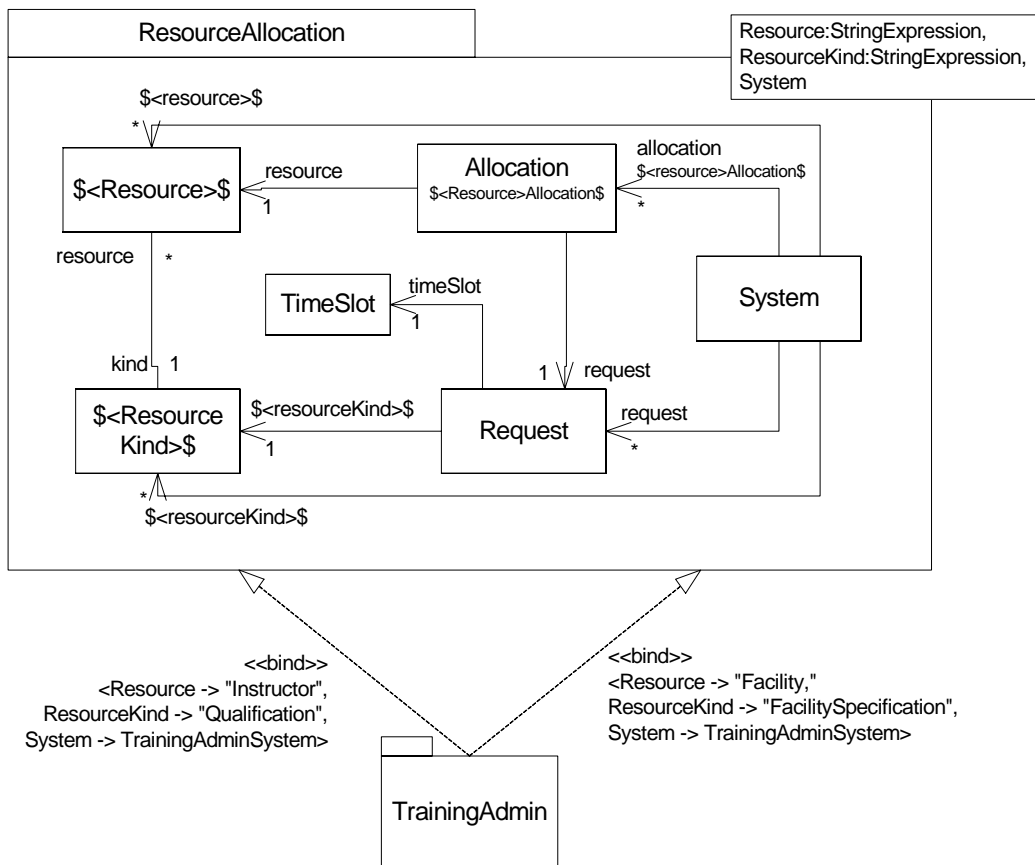 ResourceAllocation
Resource:StringExpression,
ResourceKind:StringExpression,
System
$<resource>$
*
$<Resource>$
resource
1
Allocation
$<Resource>Allocation$
allocation
$<resource>Allocation$
*
resource
*
TimeSlot
timeSlot
1
System
kind
1
1
request
$<Resource
Kind>$
$<resourceKind>$
1
Request
request
*
*
$<resourceKind>$
<<bind>>
<Resource -> "Instructor",
ResourceKind -> "Qualification",
System -> TrainingAdminSystem>
<<bind>>
<Resource -> "Facility,"
ResourceKind -> "FacilitySpecification",
System -> TrainingAdminSystem>
TrainingAdmin